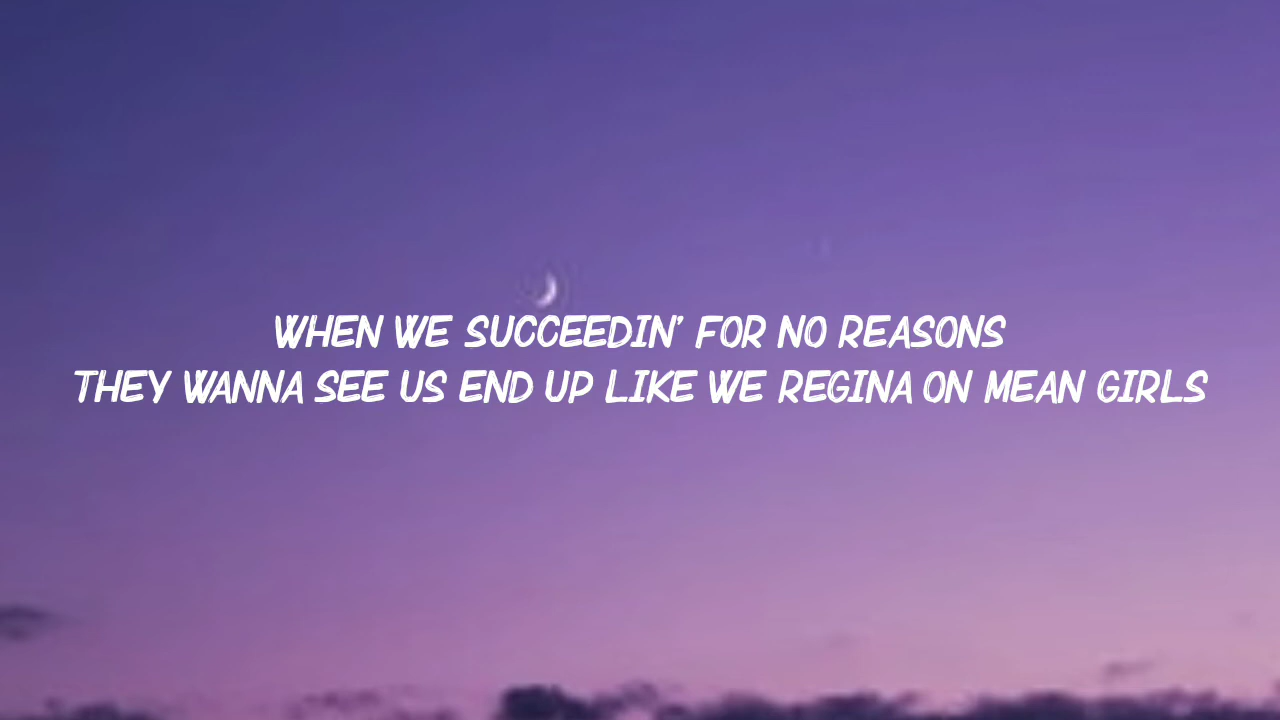 WHEN WE SUCCEEDIN' FOR NO REASONS
THEY WANNA SEE US END UP LIKE WE REGINA ON MEAN GIRLS